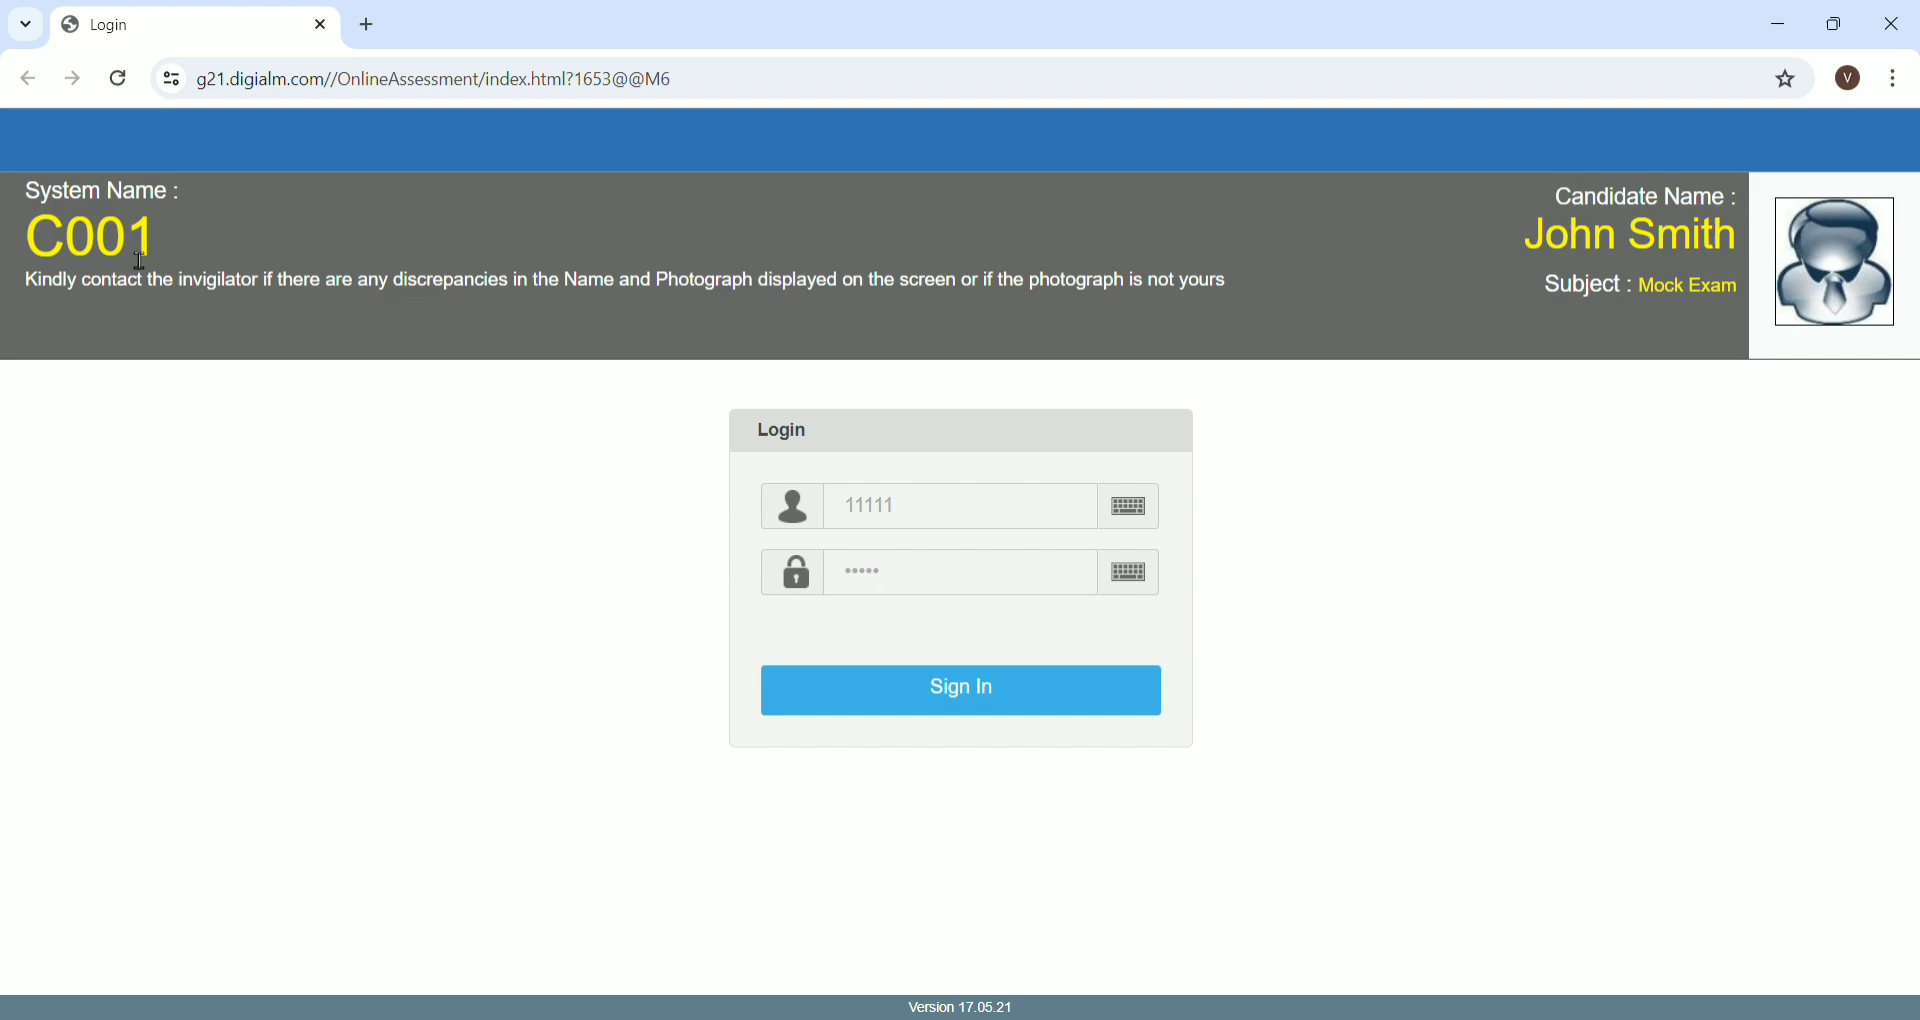 Login
g21.digialm.com//OnlineAssessment/index.html?1653@@M6
V
System Name :
C001
Kindly contact the invigilator if there are any discrepancies in the Name and Photograph displayed on the screen or if the photograph is not yours
Candidate Name :
John Smith
Subject : Mock Exam
Login
11111
•••••
Sign In
Version 17.05.21